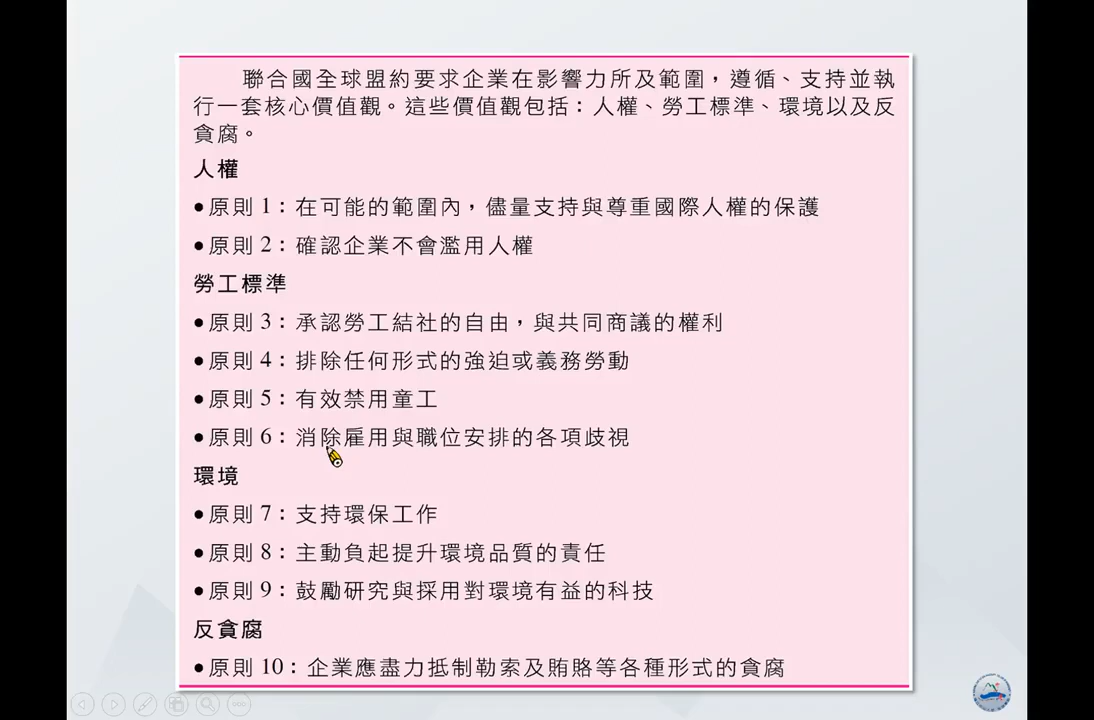 聯合國全球盟約要求企業在影響力所及範圍，遵循、支持並執
行一套核心價值觀。這些價值觀包括：人權、勞工標準、環境以及反
貪腐。
人權
●原則 1：在可能的範圍內，儘量支持與尊重國際人權的保護
●原則 2：確認企業不會濫用人權
勞工標準
●原則 3：承認勞工結社的自由，與共同商議的權利
●原則 4：排除任何形式的強迫或義務勞動
●原則 5：有效禁用童工
●原則 6：消除雇用與職位安排的各項歧視
環境
●原則 7：支持環保工作
●原則 8：主動負起提升環境品質的責任
●原則 9：鼓勵研究與採用對環境有益的科技
反貪腐
●原則 10：企業應盡力抵制勒索及賄賂等各種形式的貪腐